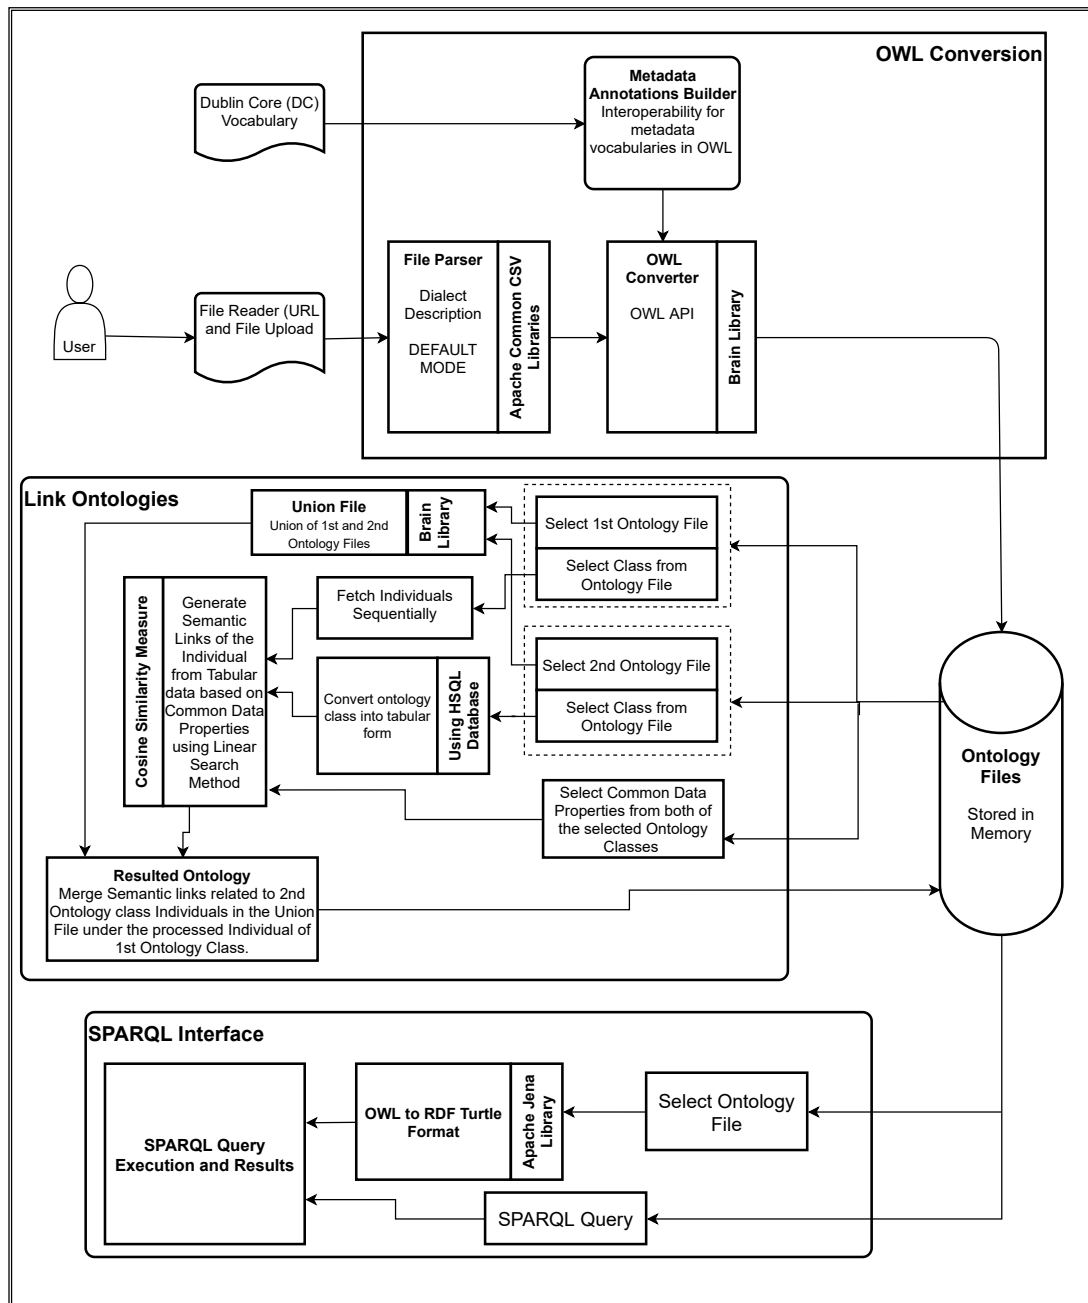 OWL Conversion
Metadata
Annotations Builder
Interoperability for
metadata
vocabularies in OWL
Dublin Core (DC)
Vocabulary
User
File Reader (URL
and File Upload
File Parser
Dialect
Description
DEFAULT
MODE
Apache Common CSV
Libraries
OWL
Converter
OWL API
Brain Library
Link Ontologies
Union File
Union of 1st and 2nd
Ontology Files
Brain
Library
Select 1st Ontology File
Select Class from
Ontology File
Fetch Individuals
Sequentially
Cosine Similarity Measure
Generate
Semantic
Links of the
Individual
from Tabular
data based on
Common Data
Properties
using Linear
Search
Method
Convert ontology
class into tabular
form
Using HSQL
Database
Select 2nd Ontology File
Select Class from
Ontology File
Select Common Data
Properties from both of
the selected Ontology
Classes
Ontology
Files
Stored in
Memory
Resulted Ontology
Merge Semantic links related to 2nd
Ontology class Individuals in the Union
File under the processed Individual of
1st Ontology Class.
SPARQL Interface
SPARQL Query
Execution and Results
OWL to RDF Turtle
Format
Apache Jena
Library
Select Ontology
File
SPARQL Query